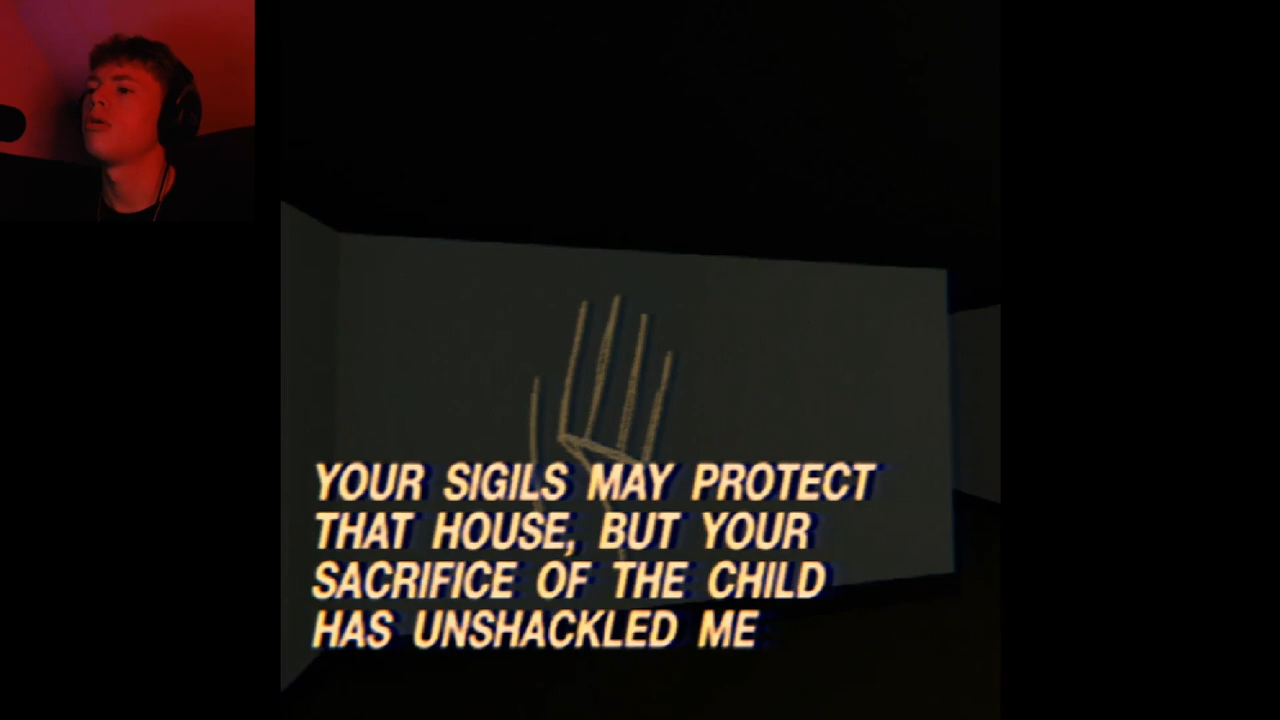 YOUR SIGILS MAY PROTECT
THAT HOUSE, BUT YOUR
SACRIFICE OF THE CHILD
HAS UNSHACKLED ME